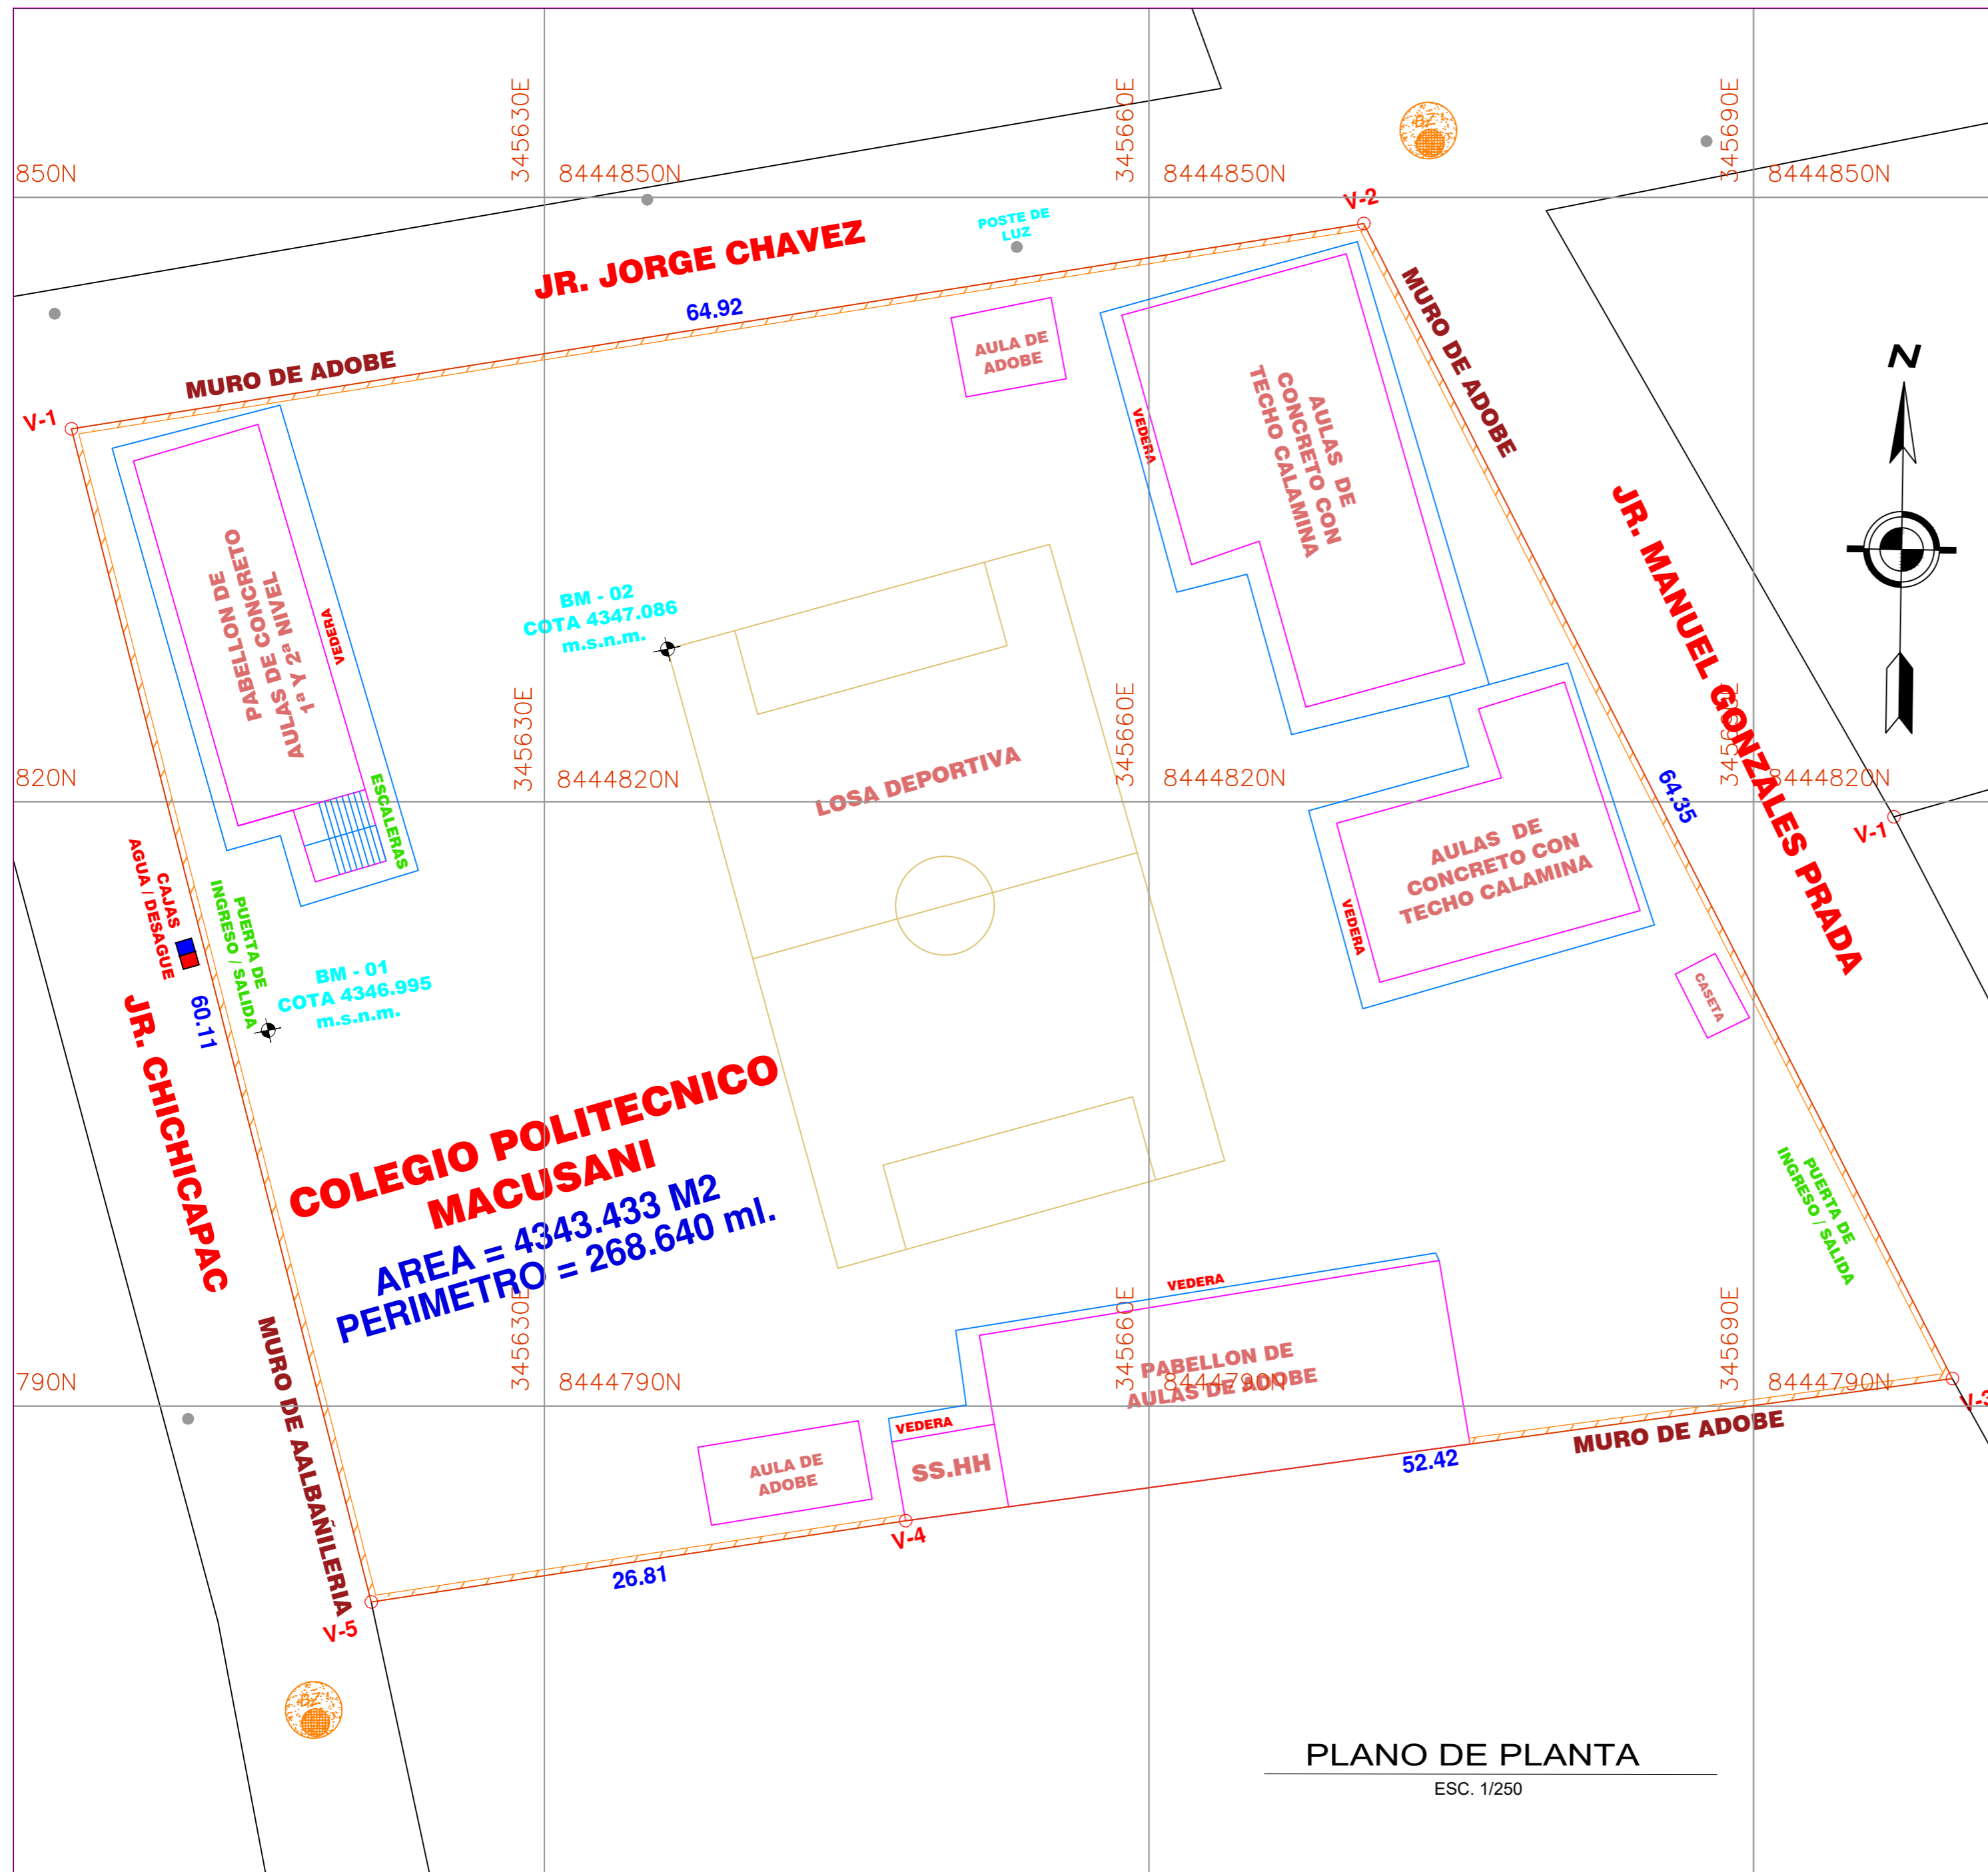 345630E
345660E
345690E
850N
8444850N
8444850N
8444850N
BZ
V-2
POSTE DE
LUZ
JR. JORGE CHAVEZ
64.92
MURO DE ADOBE
V-1
AULA DE
ADOBE
MURO DE ADOBE
N
VEDERA
AULAS DE
CONCRETO CON
TECHO CALAMINA
JR. MANUEL GONZALES PRADA
PABELLON DE
AULAS DE CONCRETO
1ª Y 2ª NIVEL
VEDERA
BM - 02
COTA 4347.086
m.s.n.m.
345630E
345660E
345690E
820N
8444820N
8444820N
8444820N
LOSA DEPORTIVA
64.35
V-1
ESCALERAS
CAJAS
AGUA / DESAGUE
PUERTA DE
INGRESO / SALIDA
AULAS DE
CONCRETO CON
TECHO CALAMINA
VEDERA
CASETA
BM - 01
COTA 4346.995
m.s.n.m.
60.11
JR. CHICHICAPAC
COLEGIO POLITECNICO
MACUSANI
AREA = 4343.433 M2
PERIMETRO = 268.640 ml.
PUERTA DE
INGRESO / SALIDA
VEDERA
345630E
345660E
345690E
790N
8444790N
8444790N
8444790N
PABELLON DE
AULAS DE ADOBE
V-3
MURO DE ADOBE
MURO DE AALBAÑILERIA
VEDERA
SS.HH
AULA DE
ADOBE
52.42
V-4
26.81
V-5
BZ
PLANO DE PLANTA
ESC. 1/250